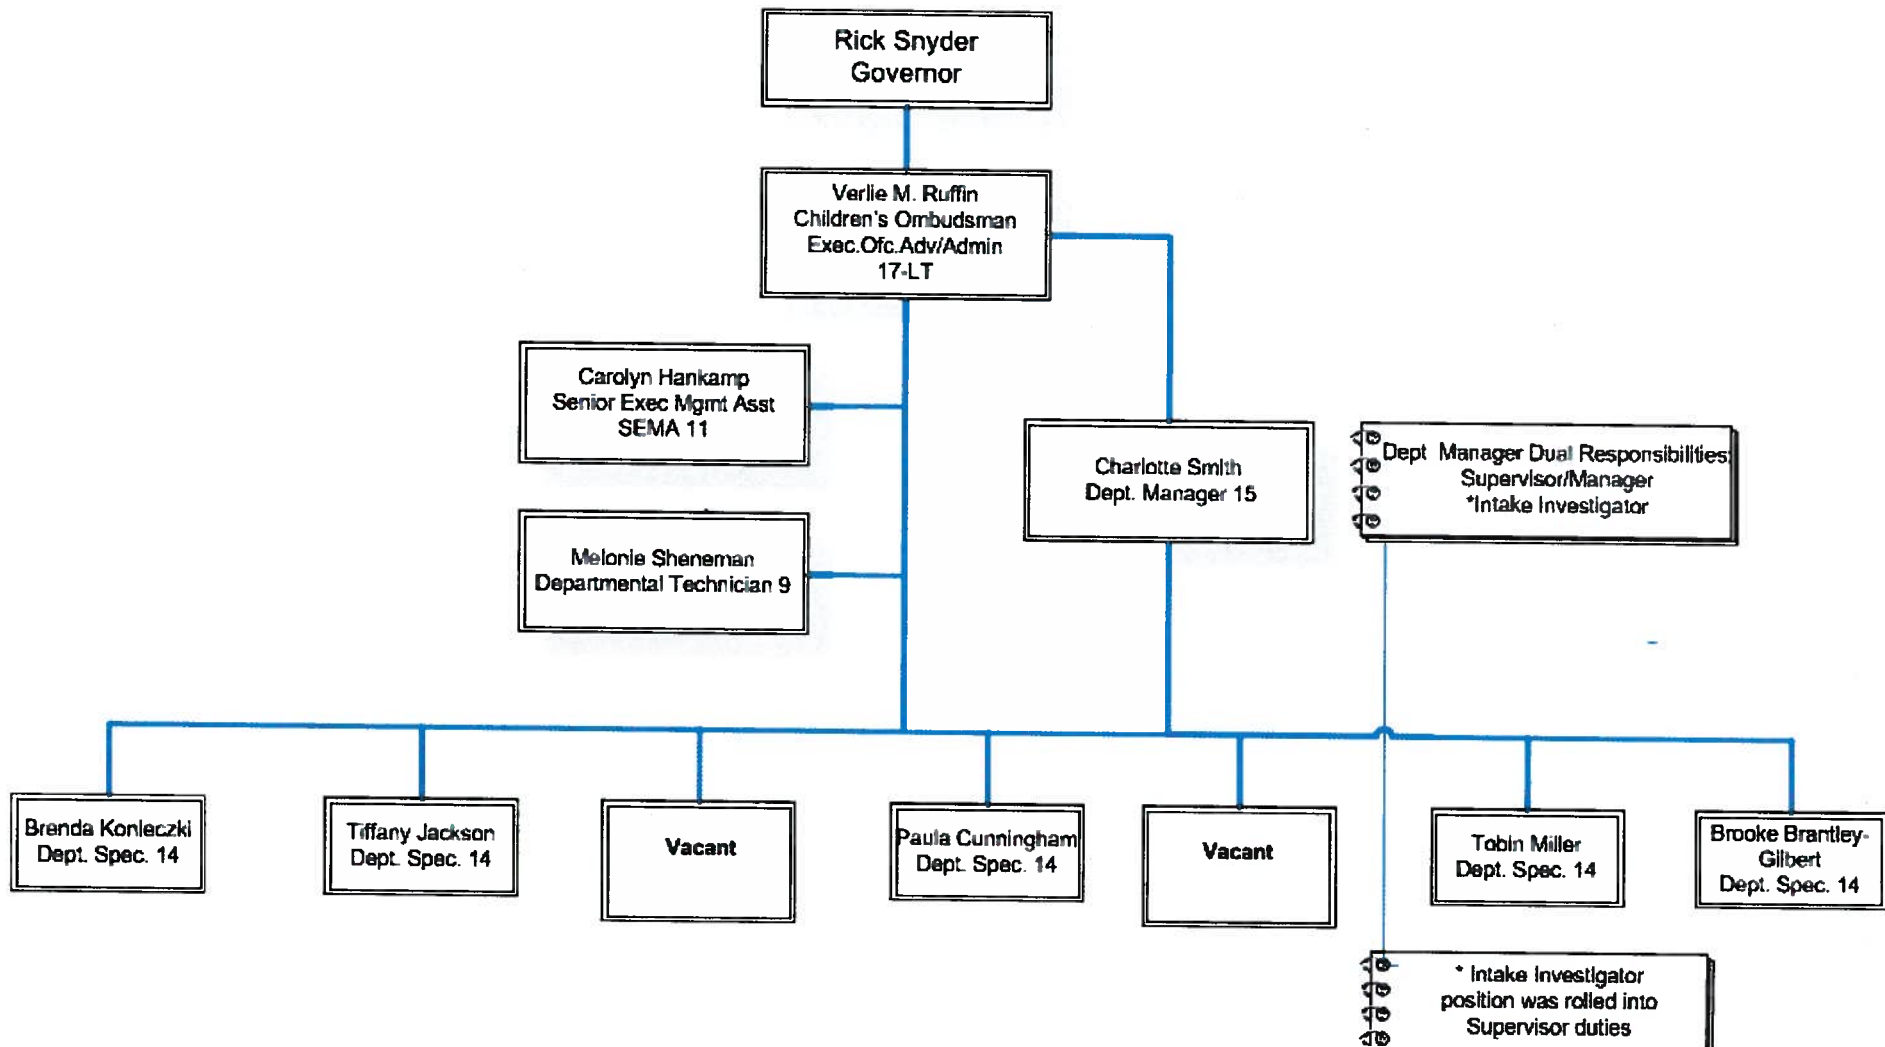 Rick Snyder
Governor
Verlie M. Ruffin
Children's Ombudsman
Exec.Ofc.Adv/Admin
17-LT
Carolyn Hankamp
Senior Exec Mgmt Asst
SEMA 11
Charlotte Smith
Dept. Manager 15
Dept Manager Dual Responsibilities:
Supervisor/Manager
*Intake Investigator
Melonie Sheneman
Departmental Technician 9
Brenda Konieczki
Dept. Spec. 14
Tiffany Jackson
Dept. Spec. 14
Vacant
Paula Cunningham
Dept. Spec. 14
Vacant
Tobin Miller
Dept. Spec. 14
Brooke Brantley-
Gilbert
Dept. Spec. 14
* Intake Investigator
position was rolled into
Supervisor duties